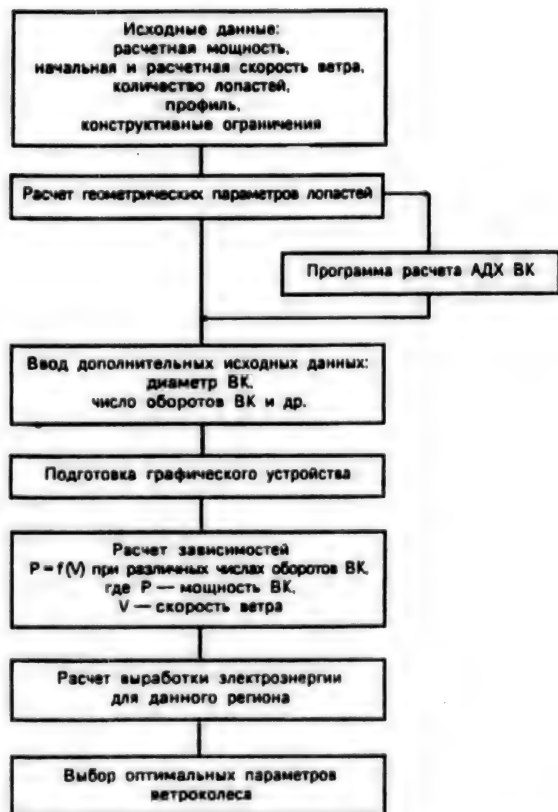 Исходные данные:
расчетная мощность,
начальная и расчетная скорость ветра,
количество лопастей,
профиль,
конструктивные ограничения
Расчет геометрических параметров лопастей
Программа расчета АДХ ВК
Ввод дополнительных исходных данных:
диаметр ВК,
число оборотов ВК и др.
Подготовка графического устройства
Расчет зависимостей
P = f(V) при различных числах оборотов ВК,
где P — мощность ВК,
V — скорость ветра
Расчет выработки электроэнергии
для данного региона
Выбор оптимальных параметров
ветроколеса